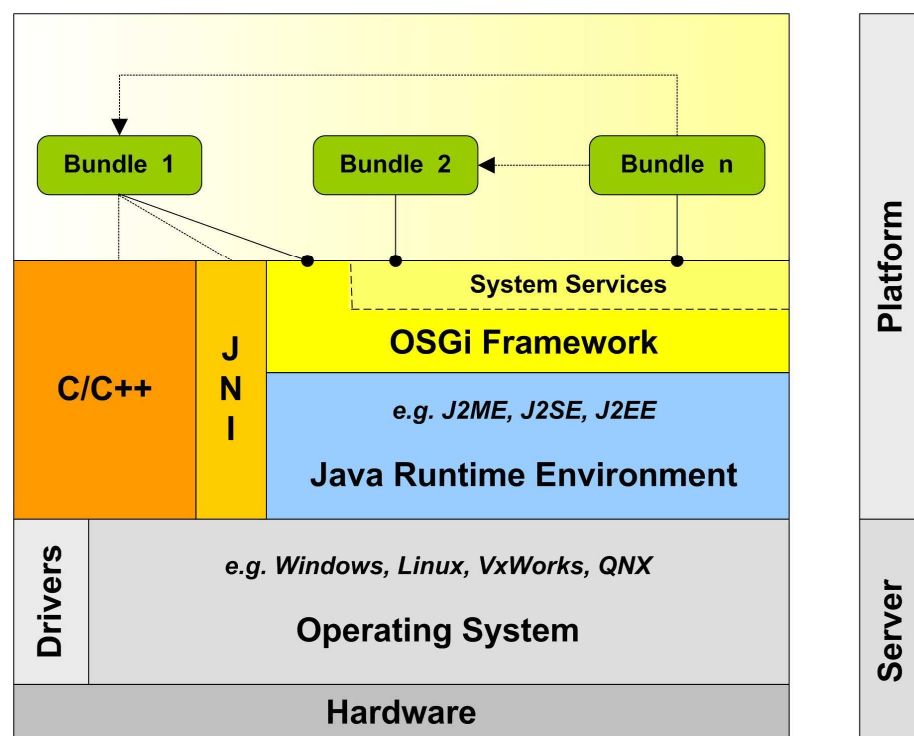 Bundle 1
Bundle 2
Bundle n
System Services
OSGi Framework
C/C++
J
N
I
e.g. J2ME, J2SE, J2EE
Java Runtime Environment
Drivers
e.g. Windows, Linux, VxWorks, QNX
Operating System
Hardware
Platform
Server